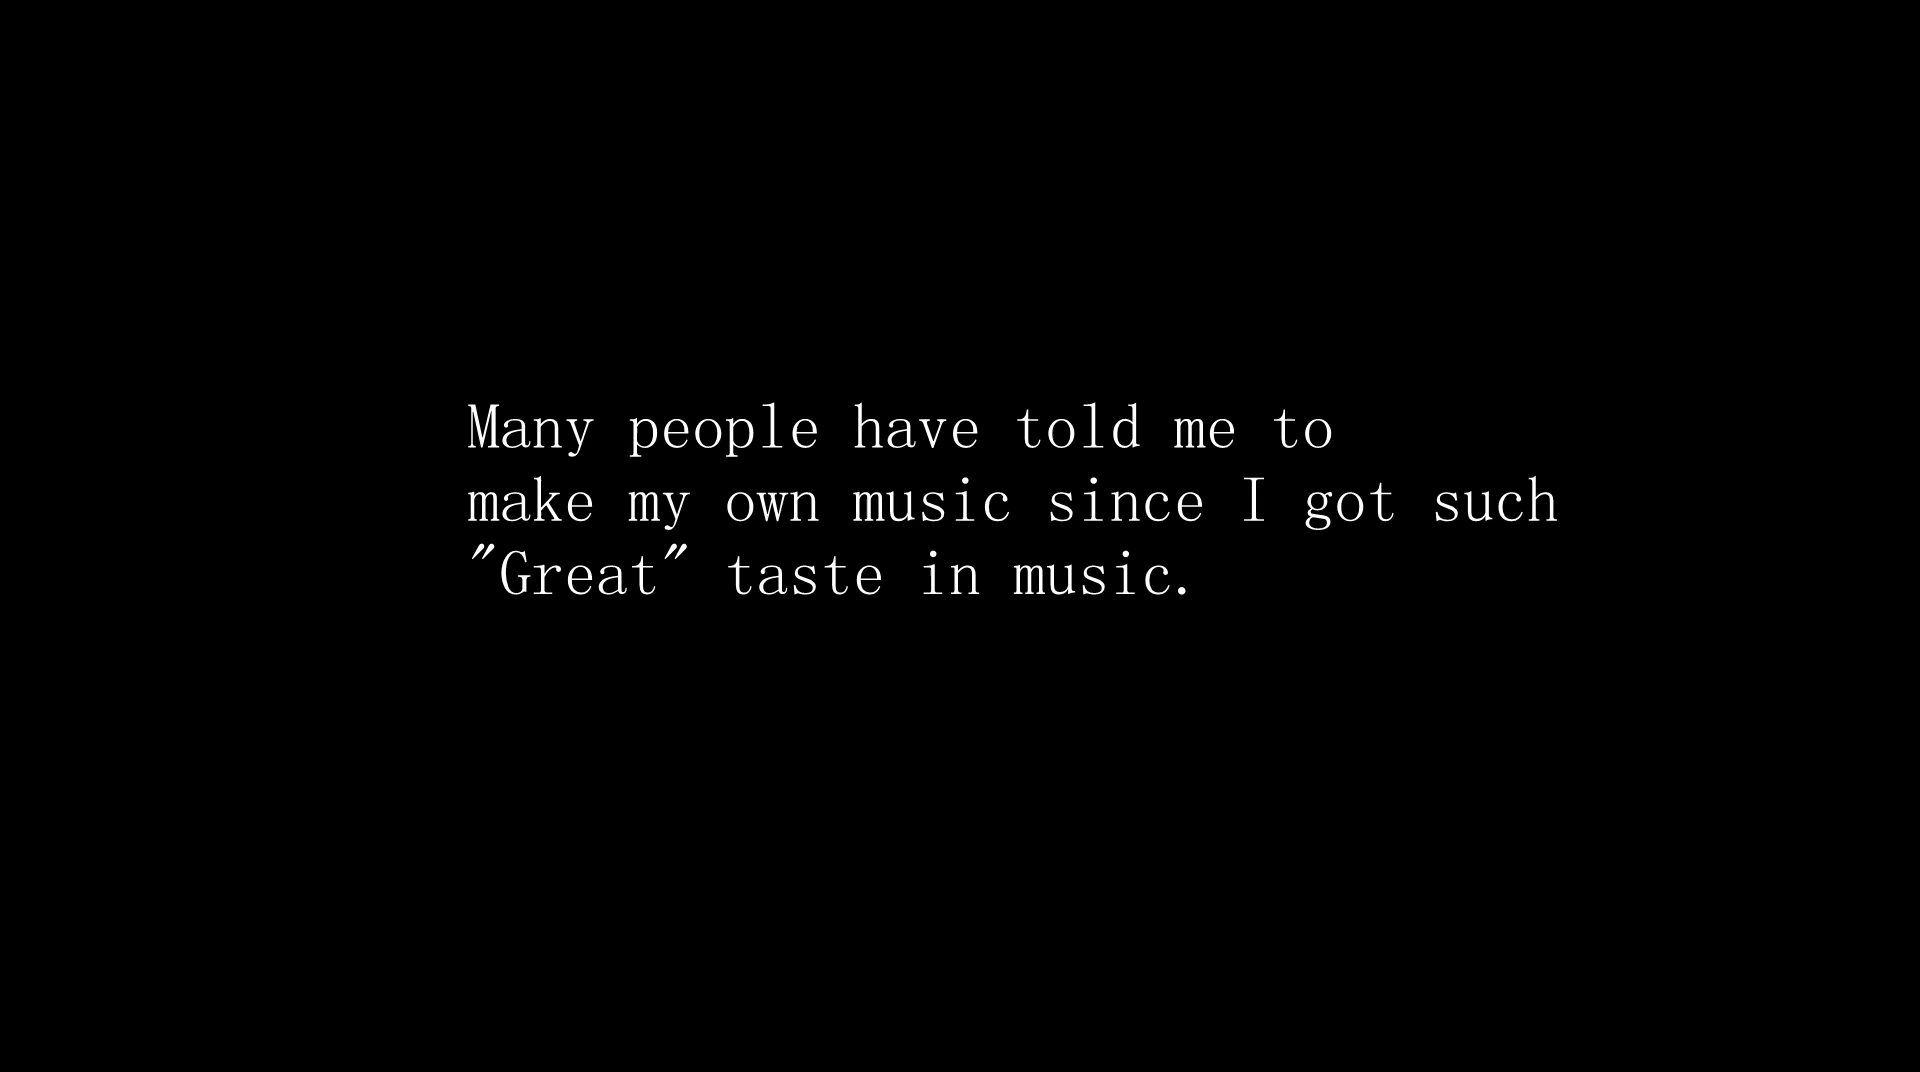 Many people have told me to
make my own music since I got such
"Great" taste in music.